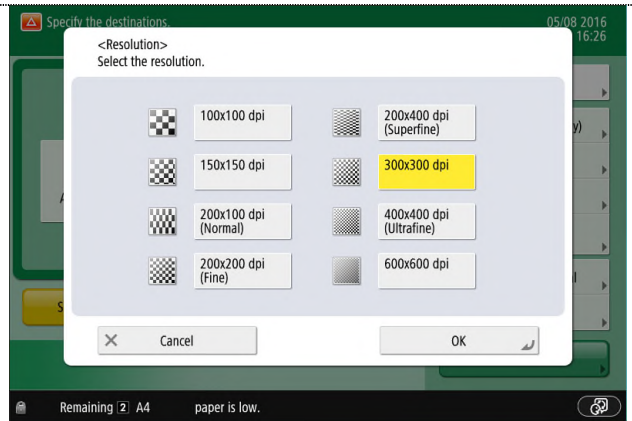 Specify the destinations.
05/08 2016
16:26
<Resolution>
Select the resolution.
100x100 dpi
150x150 dpi
200x100 dpi
(Normal)
200x200 dpi
(Fine)
200x400 dpi
(Superfine)
300x300 dpi
400x400 dpi
(Ultrafine)
600x600 dpi
Cancel
OK
Remaining 2 A4 paper is low.